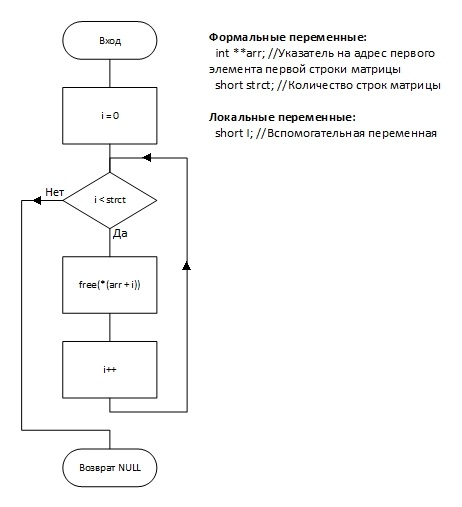 Вход
i = 0
i < strct
Нет
Да
free(*(arr + i))
i++
Возврат NULL
Формальные переменные:
int **arr; //Указатель на адрес первого
элемента первой строки матрицы
short strct; //Количество строк матрицы
Локальные переменные:
short I; //Вспомогательная переменная